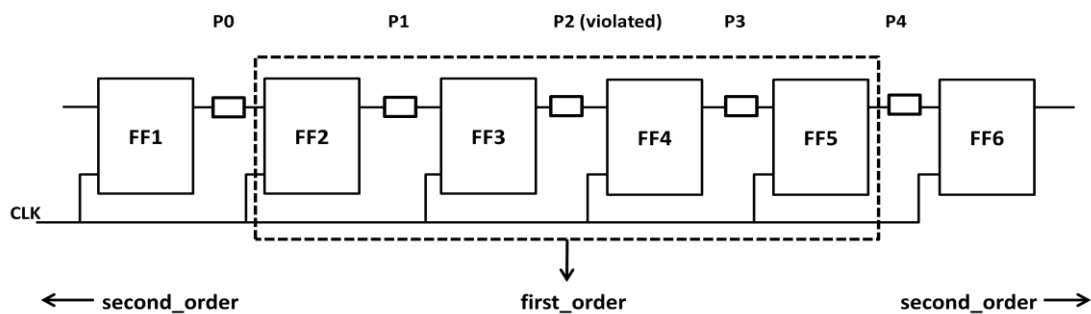 P0 P1 P2 (violated) P3 P4
FF1 FF2 FF3 FF4 FF5 FF6
CLK
second_order first_order second_order